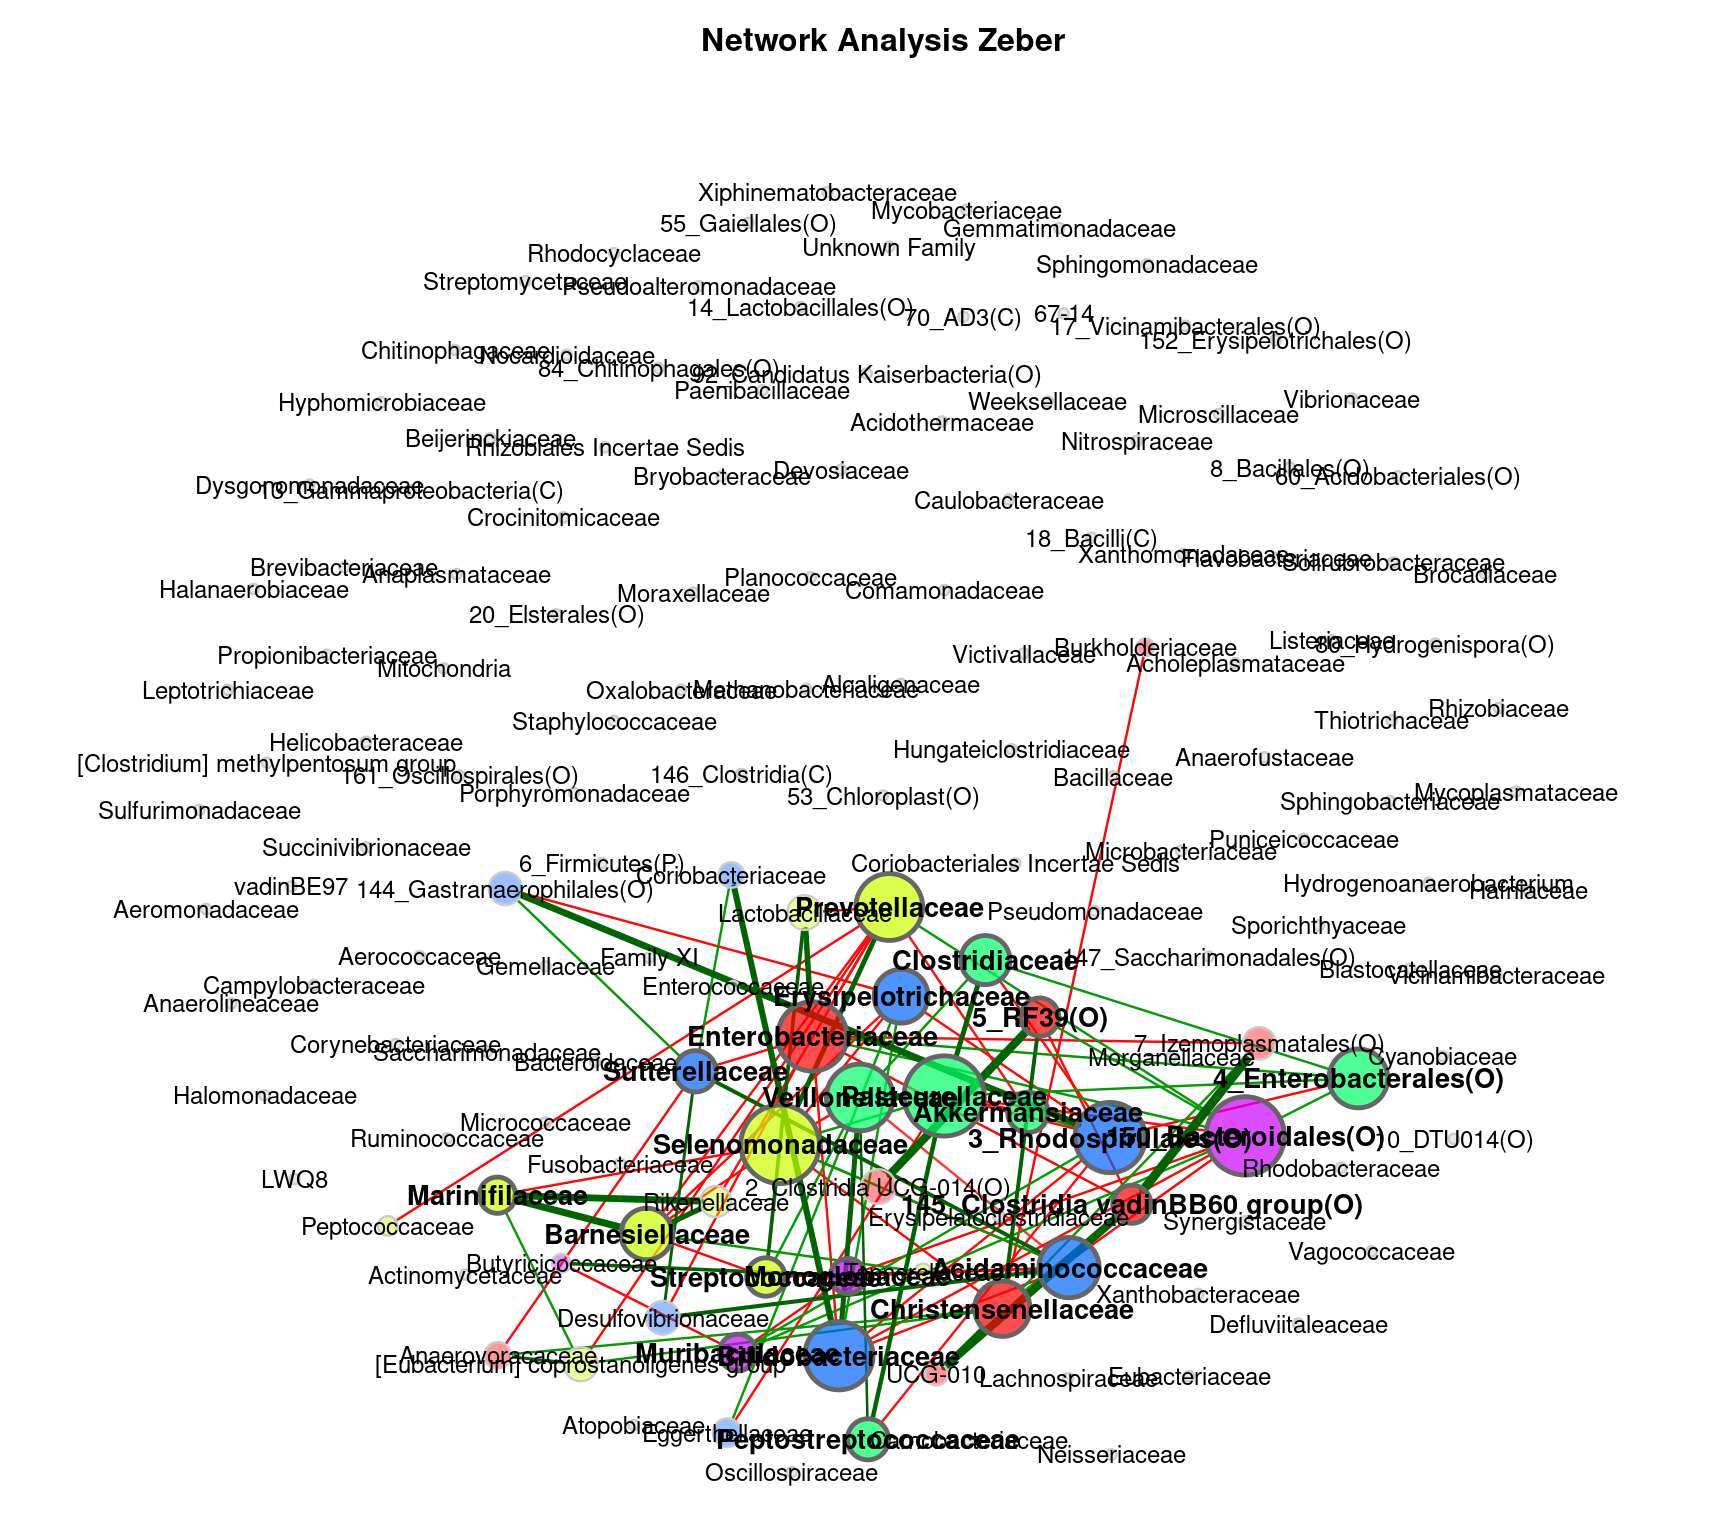 Network Analysis Zeber
Xiphinematobacteraceae
Mycobacteriaceae
55_Gaiellales(O)
Gemmatimonadaceae
Unknown Family
Rhodocyclaceae
Sphingomonadaceae
Streptomycetaceae
Pseudoalteromonadaceae
14_Lactobacillales(O)
70_AD3(C)
67-14
17_Vicinamibacterales(O)
152_Erysipelotrichales(O)
Chitinophagaceae
Nocardioidaceae
84_Chitinophagales(O)
92_Candidatus Kaiserbacteria(O)
Paenibacillaceae
Hyphomicrobiaceae
Weeksellaceae
Vibrionaceae
Microscillaceae
Acidothermaceae
Beijerinckiaceae
Rhizobiales Incertae Sedis
Nitrospiraceae
Devosiaceae
8_Bacillales(O)
Bryobacteraceae
60_Acidobacteriales(O)
Dysgonomonadaceae
13_Gammaproteobacteria(C)
Caulobacteraceae
Crocinitomicaceae
18_Bacilli(C)
Xanthomonadaceae
Flavobacteriaceae
Solirubrobacteraceae
Brevibacteriaceae
Anaplasmataceae
Brocadiaceae
Planococcaceae
Halanaerobiaceae
Moraxellaceae
Comamonadaceae
20_Elsterales(O)
Burkholderiaceae
Listeriaceae
80_Hydrogenispora(O)
Propionibacteriaceae
Victivallaceae
Mitochondria
Acholeplasmataceae
Leptotrichiaceae
Oxalobacteraceae
Methanobacteriaceae
Alcaligenaceae
Rhizobiaceae
Staphylococcaceae
Thiotrichaceae
Helicobacteraceae
Hungateiclostridiaceae
Anaerofustaceae
[Clostridium] methylpentosum group
161_Oscillospirales(O)
146_Clostridia(C)
Bacillaceae
Porphyromonadaceae
53_Chloroplast(O)
Mycoplasmataceae
Sphingobacteriaceae
Sulfurimonadaceae
Puniceicoccaceae
Succinivibrionaceae
Microbacteriaceae
6_Firmicutes(P)
Coriobacteriales Incertae Sedis
Coriobacteriaceae
vadinBE97
144_Gastranaerophilales(O)
Hydrogenoanaerobacterium
Hafniaceae
Aeromonadaceae
Lactobacillaceae
Prevotellaceae
Pseudomonadaceae
Sporichthyaceae
Aerococcaceae
Gemellaceae
Family XI
Clostridiaceae
147_Saccharimonadales(O)
Blastocatellaceae
Vicinamibacteraceae
Campylobacteraceae
Enterococcaceae
Erysipelotrichaceae
Anaerolineaceae
5_RF39(O)
Enterobacteriaceae
Corynebacteriaceae
Saccharimonadaceae
Bacteroidaceae
Sutterellaceae
7_Izemoplasmatales(O)
Morganellaceae
Cyanobiaceae
4_Enterobacterales(O)
Halomonadaceae
Veillonellaceae
Pasteurellaceae
Akkermansiaceae
Micrococcaceae
Ruminococcaceae
Selenomonadaceae
3_Rhodospirillales(O)
150_Bacteroidales(O)
10_DTU014(O)
Fusobacteriaceae
Rhodobacteraceae
LWQ8
Marinifilaceae
2_Clostridia UCG-014(O)
Rikenellaceae
145_Clostridia vadinBB60 group(O)
Peptococcaceae
Erysipelatoclostridiaceae
Synergistaceae
Barnesiellaceae
Vagococcaceae
Butyricicoccaceae
Actinomycetaceae
Streptococcaceae
Monoglobaceae
Tannerellaceae
Acidaminococcaceae
Xanthobacteraceae
Desulfovibrionaceae
Christensenellaceae
Defluviitaleaceae
Anaerovoracaceae
[Eubacterium] coprostanoligenes group
Muribaculaceae
Bifidobacteriaceae
UCG-010
Lachnospiraceae
Eubacteriaceae
Atopobiaceae
Eggerthellaceae
Peptostreptococcaceae
Carnobacteriaceae
Neisseriaceae
Oscillospiraceae